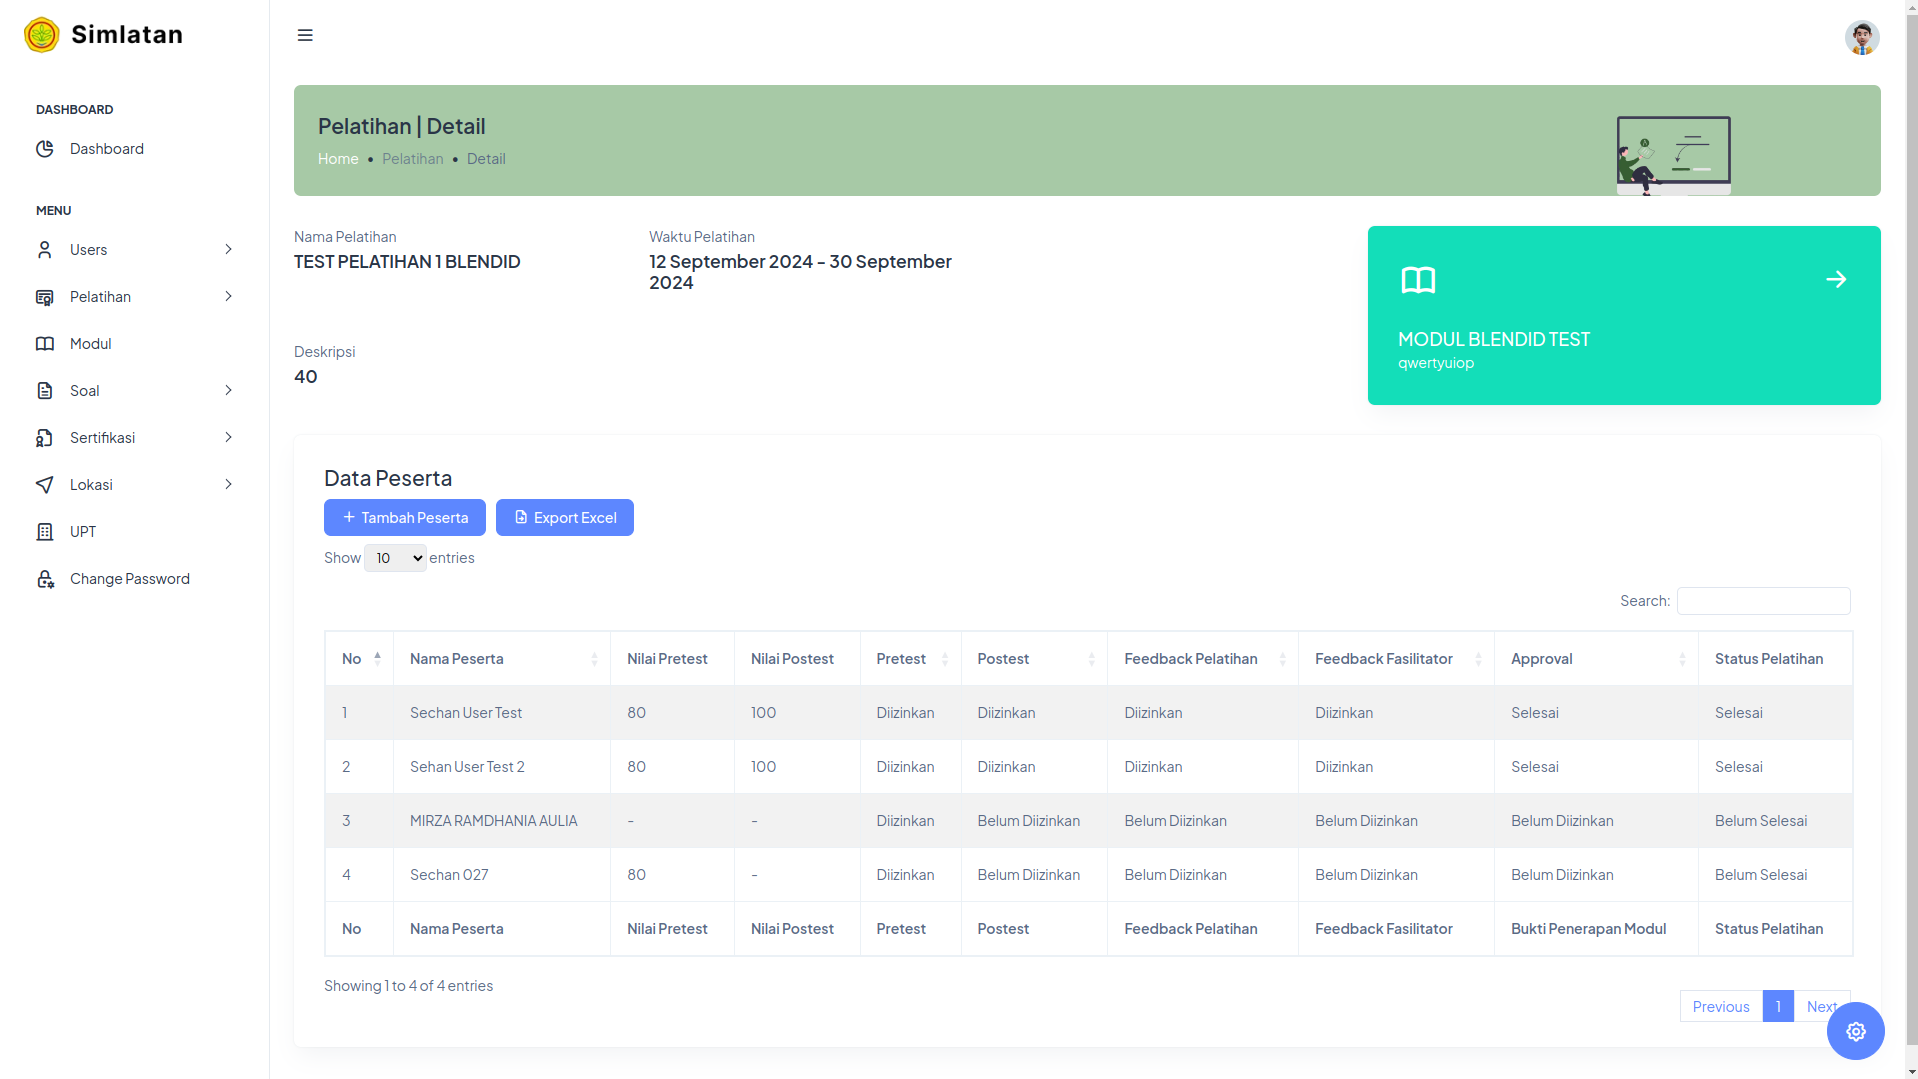 Simlatan
DASHBOARD
Dashboard
MENU
Users
Pelatihan
Modul
Soal
Sertifikasi
Lokasi
UPT
Change Password
Pelatihan | Detail
Home • Pelatihan • Detail
Nama Pelatihan
TEST PELATIHAN 1 BLENDID
Waktu Pelatihan
12 September 2024 - 30 September
2024
Deskripsi
40
MODUL BLENDID TEST
qwertyuiop
Data Peserta
+ Tambah Peserta Export Excel
Show 10 entries
Search:
No Nama Peserta Nilai Pretest Nilai Postest Pretest Postest Feedback Pelatihan Feedback Fasilitator Approval Status Pelatihan
1 Sechan User Test 80 100 Diizinkan Diizinkan Diizinkan Diizinkan Selesai Selesai
2 Sehan User Test 2 80 100 Diizinkan Diizinkan Diizinkan Diizinkan Selesai Selesai
3 MIRZA RAMDHANIA AULIA - - Diizinkan Belum Diizinkan Belum Diizinkan Belum Diizinkan Belum Diizinkan Belum Selesai
4 Sechan 027 80 - Diizinkan Belum Diizinkan Belum Diizinkan Belum Diizinkan Belum Diizinkan Belum Selesai
No Nama Peserta Nilai Pretest Nilai Postest Pretest Postest Feedback Pelatihan Feedback Fasilitator Bukti Penerapan Modul Status Pelatihan
Showing 1 to 4 of 4 entries
Previous 1 Next